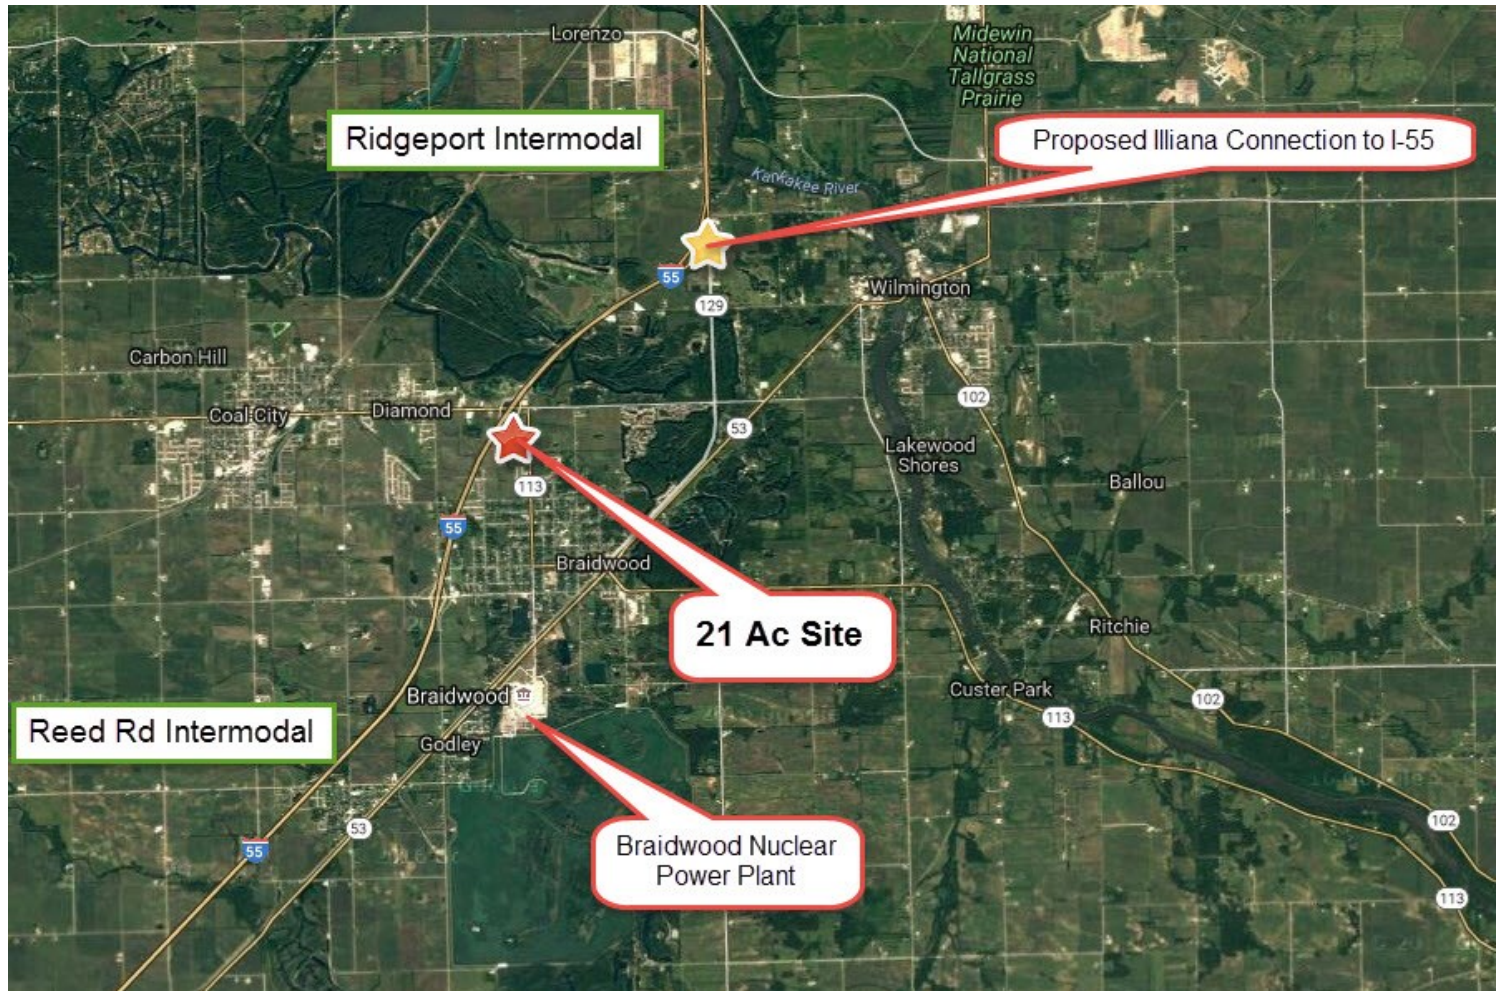 Lorenzo
Midewin
National
Tallgrass
Prairie
Ridgeport Intermodal
Proposed Illiana Connection to I-55
Kankakee River
55
129
Wilmington
Carbon Hill
Coal City
Diamond
102
53
Lakewood
Shores
113
Ballou
55
Braidwood
21 Ac Site
Ritchie
Braidwood
Custer Park
102
113
Reed Rd Intermodal
Godley
53
102
55
Braidwood Nuclear
Power Plant
113